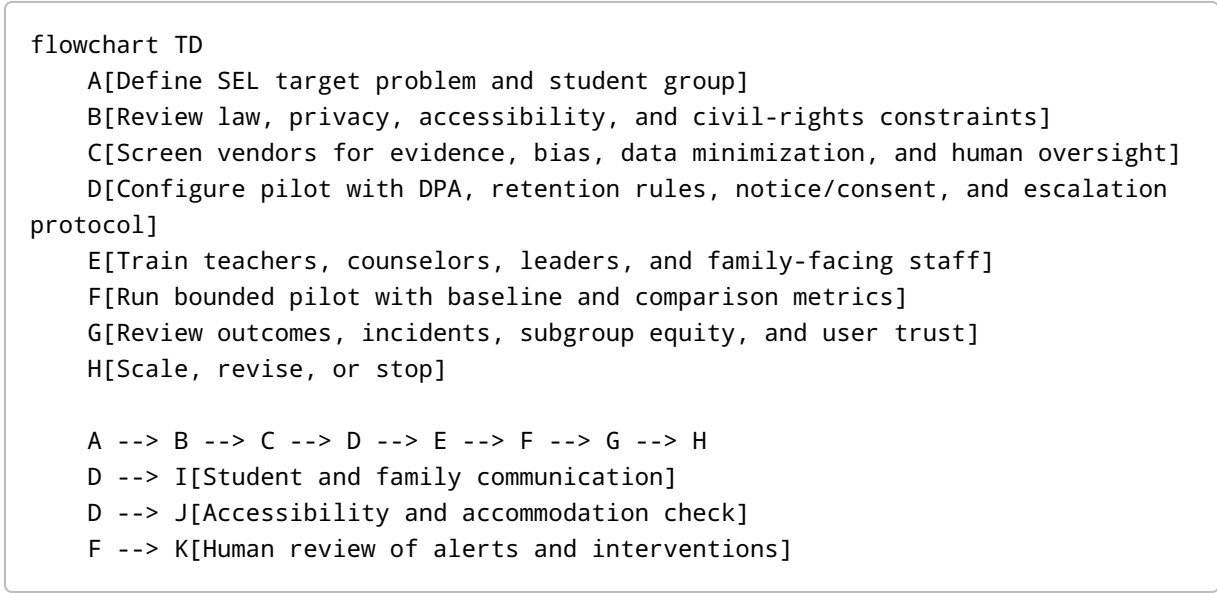 flowchart TD
    A[Define SEL target problem and student group]
    B[Review law, privacy, accessibility, and civil-rights constraints]
    C[Screen vendors for evidence, bias, data minimization, and human oversight]
    D[Configure pilot with DPA, retention rules, notice/consent, and escalation
protocol]
    E[Train teachers, counselors, leaders, and family-facing staff]
    F[Run bounded pilot with baseline and comparison metrics]
    G[Review outcomes, incidents, subgroup equity, and user trust]
    H[Scale, revise, or stop]

    A --> B --> C --> D --> E --> F --> G --> H
    D --> I[Student and family communication]
    D --> J[Accessibility and accommodation check]
    F --> K[Human review of alerts and interventions]